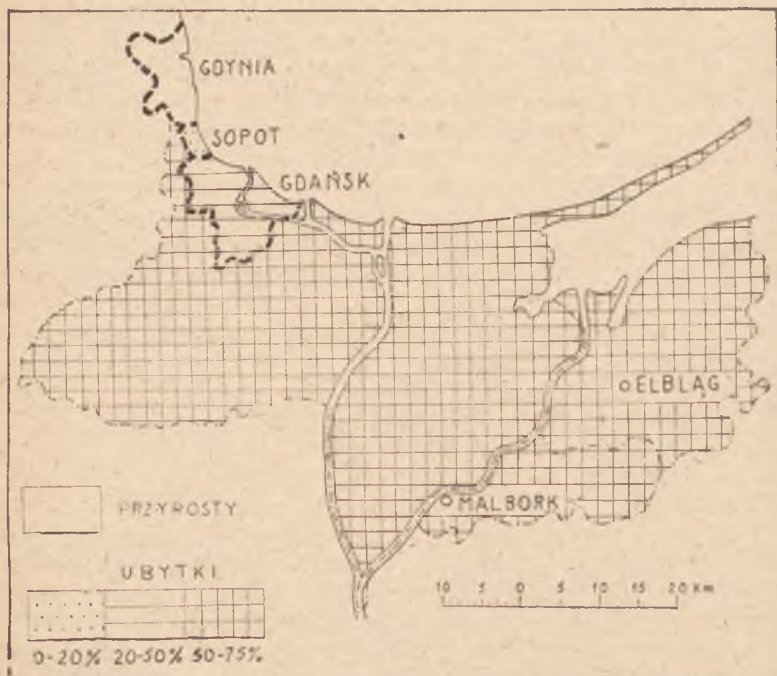 GDYNIA
SOPOT
GDAŃSK
ELBLĄG
MALBORK
PRZYROSTY
UBYTKI
10 5 0 5 10 15 20 Km
0-20% 20-50% 50-75%